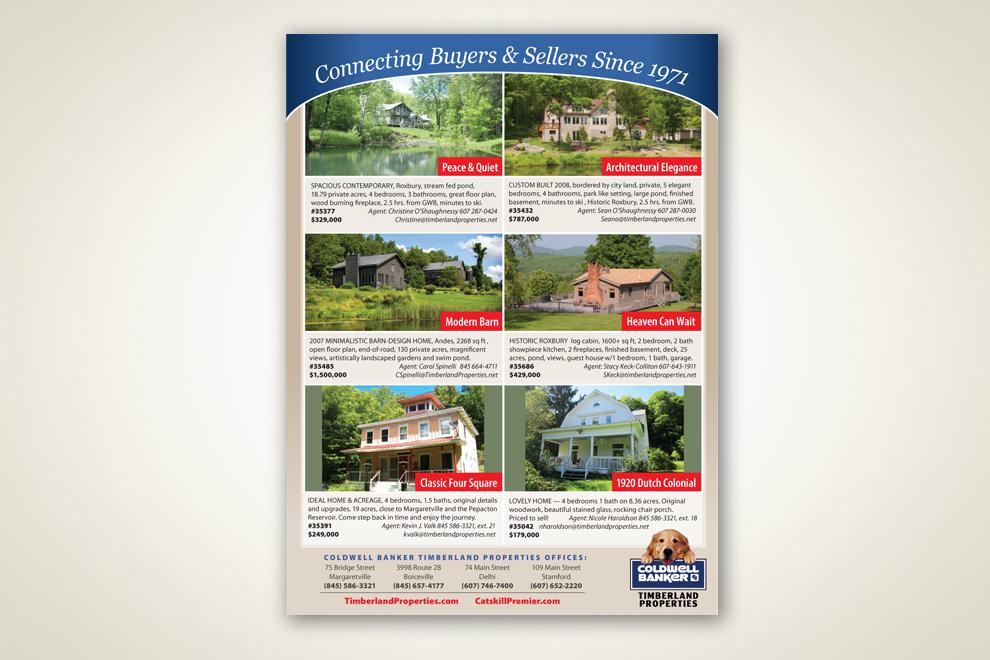 Connecting Buyers & Sellers Since 1971
Peace & Quiet
SPACIOUS CONTEMPORARY, Roxbury, stream fed pond,
18.79 private acres, 4 bedrooms, 3 bathrooms, great floor plan,
wood burning fireplace, 2.5 hrs. from GWB, minutes to ski.
#35377 Agent: Christine O'Shaughnessy 607 287-0424
$329,000 Christine@timberlandproperties.net
Architectural Elegance
CUSTOM BUILT 2008, bordered by city land, private, 5 elegant
bedrooms, 4 bathrooms, park like setting, large pond, finished
basement, minutes to ski , Historic Roxbury, 2.5 hrs. from GWB.
#35432 Agent: Sean O'Shaughnessy 607 287-0030
$787,000 Seano@timberlandproperties.net
Modern Barn
2007 MINIMALISTIC BARN-DESIGN HOME, Andes, 2268 sq ft ,
open floor plan, end-of-road, 130 private acres, magnificent
views, artistically landscaped gardens and swim pond.
#35485 Agent: Carol Spinelli 845 664-4711
$1,500,000 CSpinelli@TimberlandProperties.net
Heaven Can Wait
HISTORIC ROXBURY log cabin, 1600+ sq ft, 2 bedroom, 2 bath
showpiece kitchen, 2 fireplaces, finished basement, deck, 25
acres, pond, views, guest house w/1 bedroom, 1 bath, garage.
#35686 Agent: Stacy Keck-Colliton 607-643-1911
$429,000 SKeck@timberlandproperties.net
Classic Four Square
IDEAL HOME & ACREAGE, 4 bedrooms, 1.5 baths, original details
and upgrades, 19 acres, close to Margaretville and the Pepacton
Reservoir. Come step back in time and enjoy the journey.
#35391 Agent: Kevin J. Valk 845 586-3321, ext. 21
$249,000 kvalk@timberlandproperties.net
1920 Dutch Colonial
LOVELY HOME — 4 bedrooms 1 bath on 8.36 acres. Original
woodwork, beautiful stained glass, rocking chair porch.
Priced to sell! Agent: Nicole Haroldson 845 586-3321, ext. 18
#35042 nharoldson@timberlandproperties.net
$179,000
COLDWELL BANKER TIMBERLAND PROPERTIES OFFICES:
75 Bridge Street 3998 Route 28 74 Main Street 109 Main Street
Margaretville Boiceville Delhi Stamford
(845) 586-3321 (845) 657-4177 (607) 746-7400 (607) 652-2220
TimberlandProperties.com CatskillPremier.com
COLDWELL
BANKER
TIMBERLAND
PROPERTIES